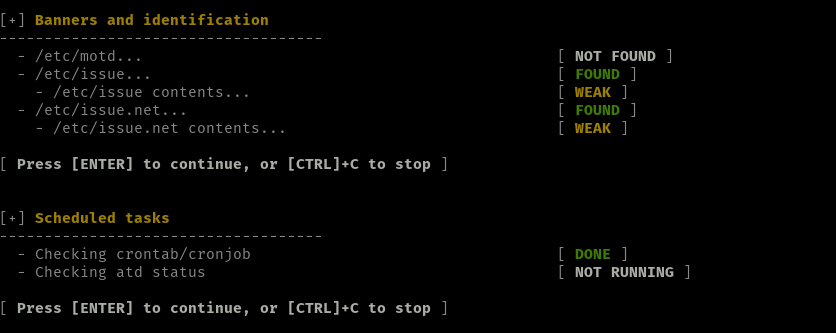 [+] Banners and identification
------------------------------------
  - /etc/motd...                                              [ NOT FOUND ]
  - /etc/issue...                                             [ FOUND ]
    - /etc/issue contents...                                  [ WEAK ]
  - /etc/issue.net...                                         [ FOUND ]
    - /etc/issue.net contents...                              [ WEAK ]
[ Press [ENTER] to continue, or [CTRL]+C to stop ]
[+] Scheduled tasks
------------------------------------
  - Checking crontab/cronjob                                  [ DONE ]
  - Checking atd status                                       [ NOT RUNNING ]
[ Press [ENTER] to continue, or [CTRL]+C to stop ]